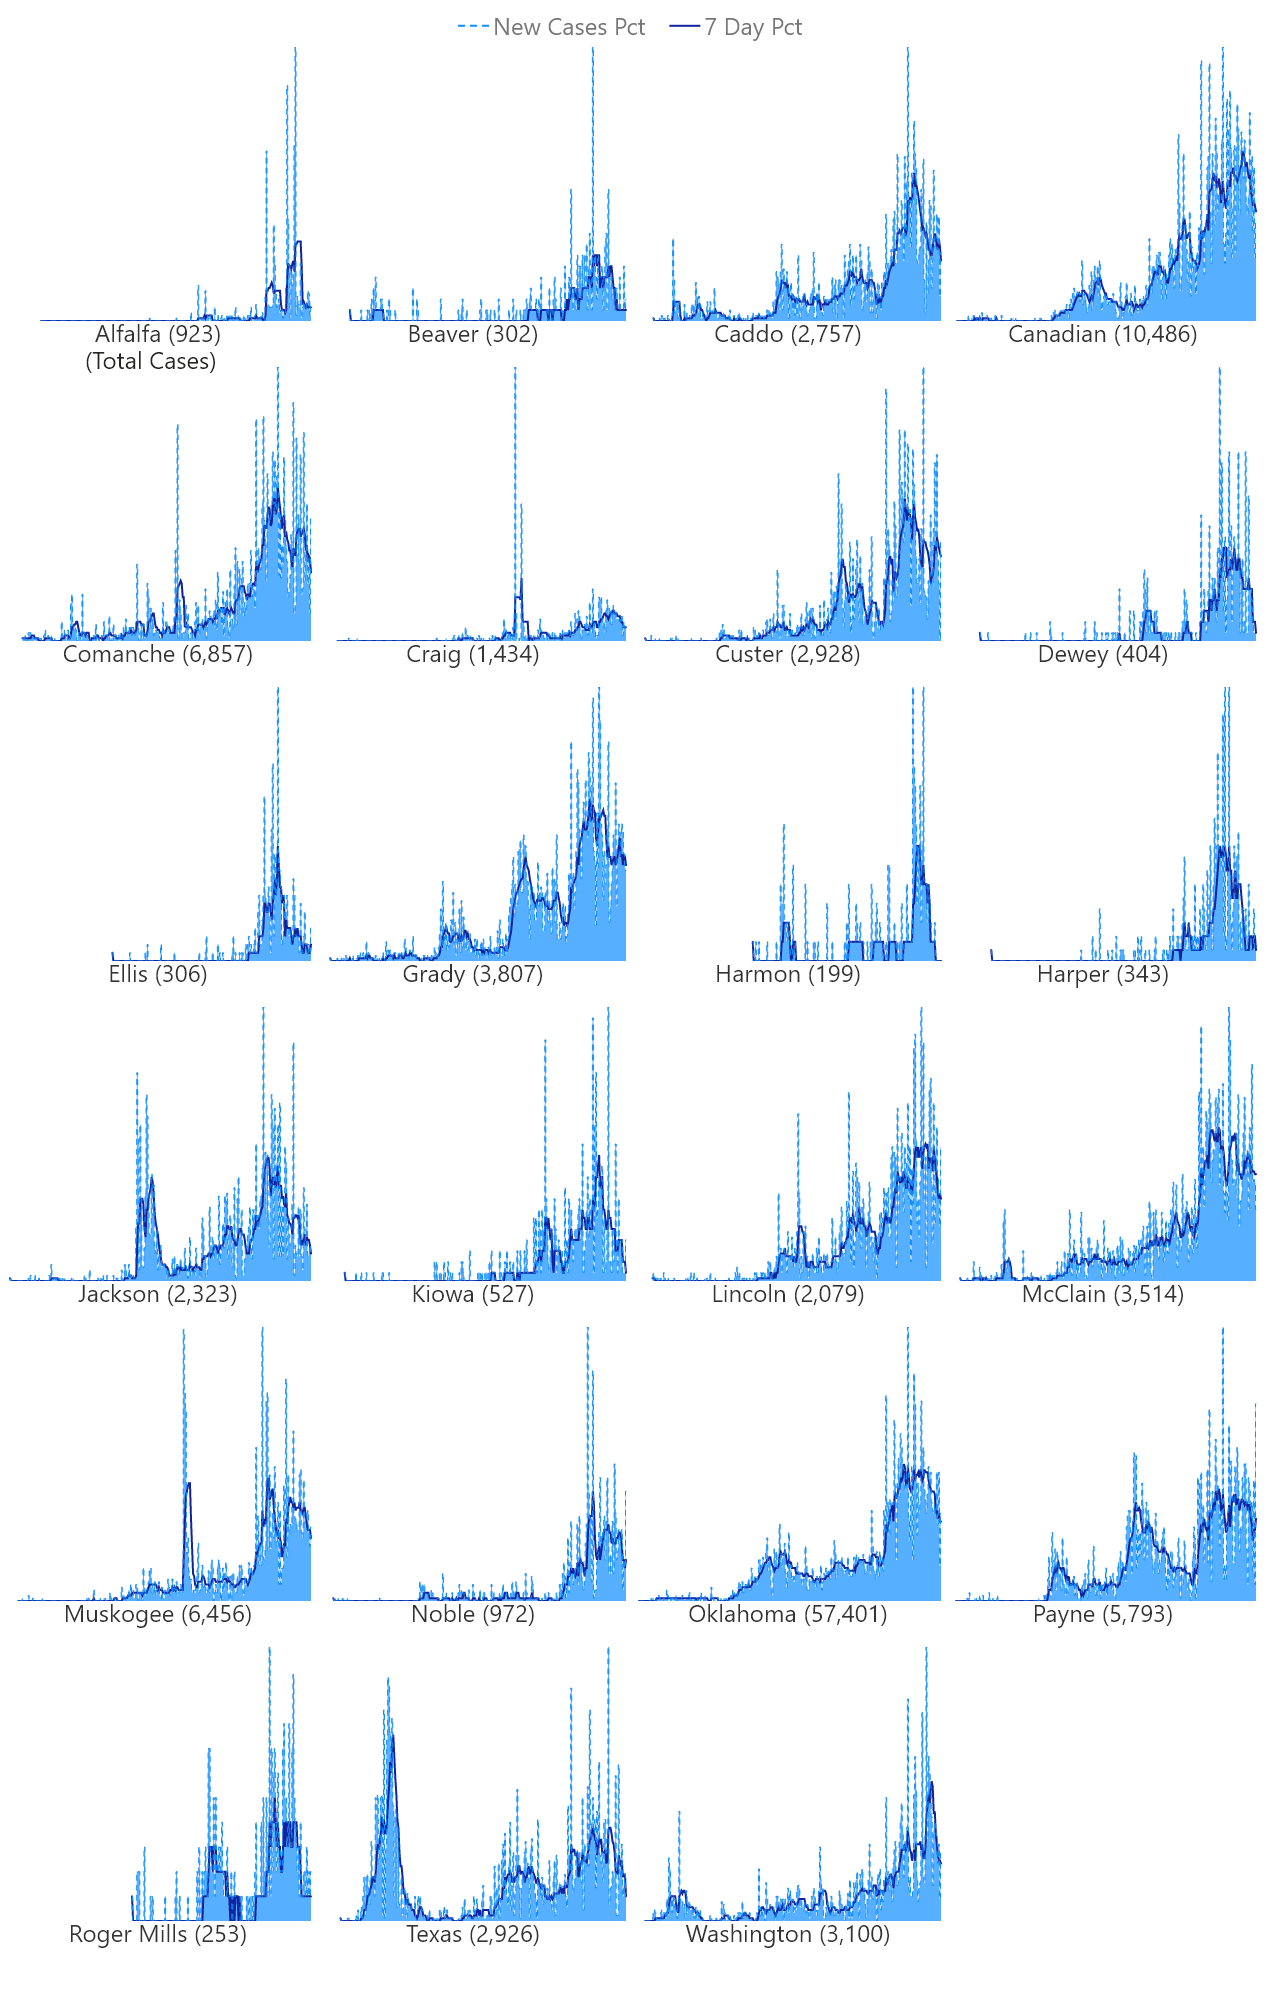 New Cases Pct 7 Day Pct
Alfalfa (923) Beaver (302) Caddo (2,757) Canadian (10,486)
(Total Cases)
Comanche (6,857) Craig (1,434) Custer (2,928) Dewey (404)
Ellis (306) Grady (3,807) Harmon (199) Harper (343)
Jackson (2,323) Kiowa (527) Lincoln (2,079) McClain (3,514)
Muskogee (6,456) Noble (972) Oklahoma (57,401) Payne (5,793)
Roger Mills (253) Texas (2,926) Washington (3,100)